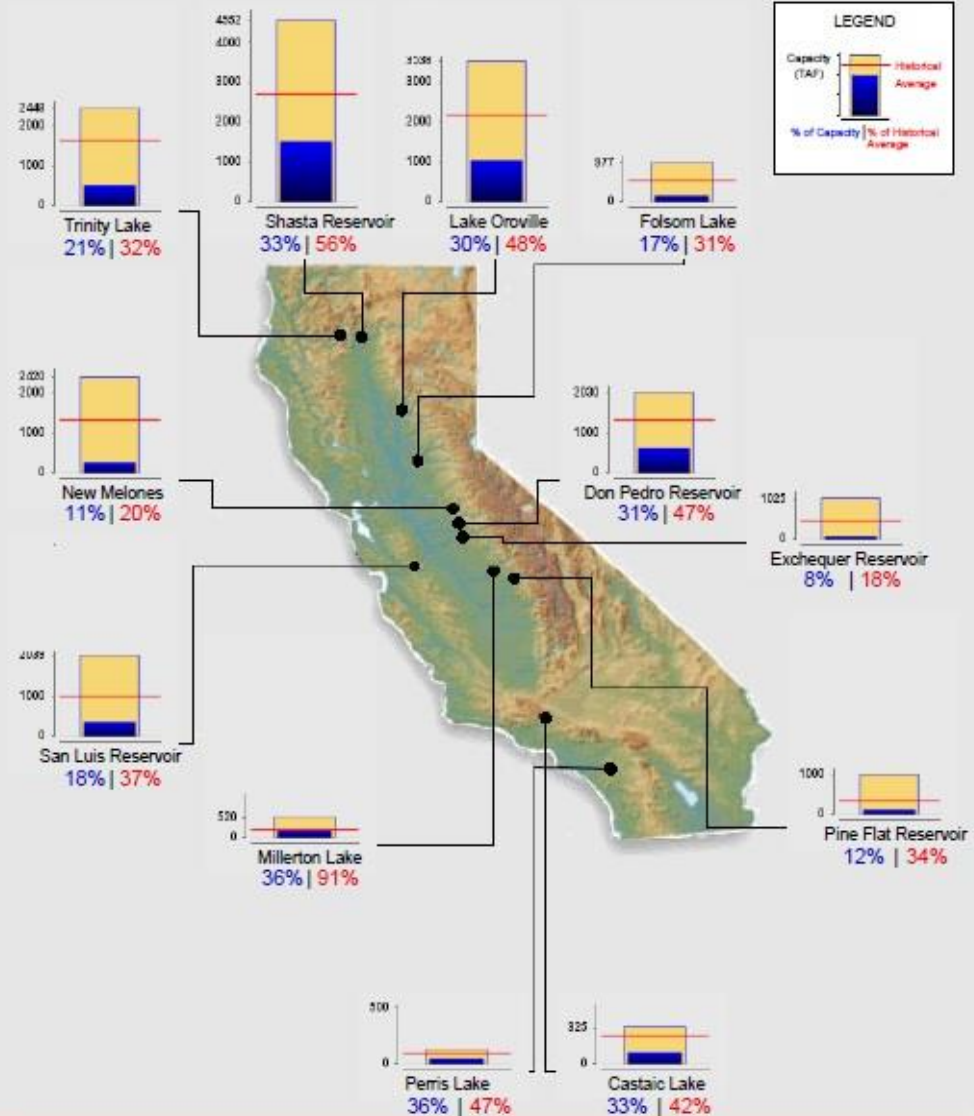 LEGEND
Capacity
(TAF)
Historical
Average
% of Capacity | % of Historical
Average
4552
4000
3000
2000
1000
0
Shasta Reservoir
33% | 56%
3000
2000
1000
0
Lake Oroville
30% | 48%
2448
2000
1000
0
Trinity Lake
21% | 32%
977
0
Folsom Lake
17% | 31%
2420
2000
1000
0
New Melones
11% | 20%
2030
1000
0
Don Pedro Reservoir
31% | 47%
1025
0
Exchequer Reservoir
8% | 18%
2039
1000
0
San Luis Reservoir
18% | 37%
520
0
Millerton Lake
36% | 91%
1000
0
Pine Flat Reservoir
12% | 34%
500
0
Perris Lake
36% | 47%
325
0
Castaic Lake
33% | 42%